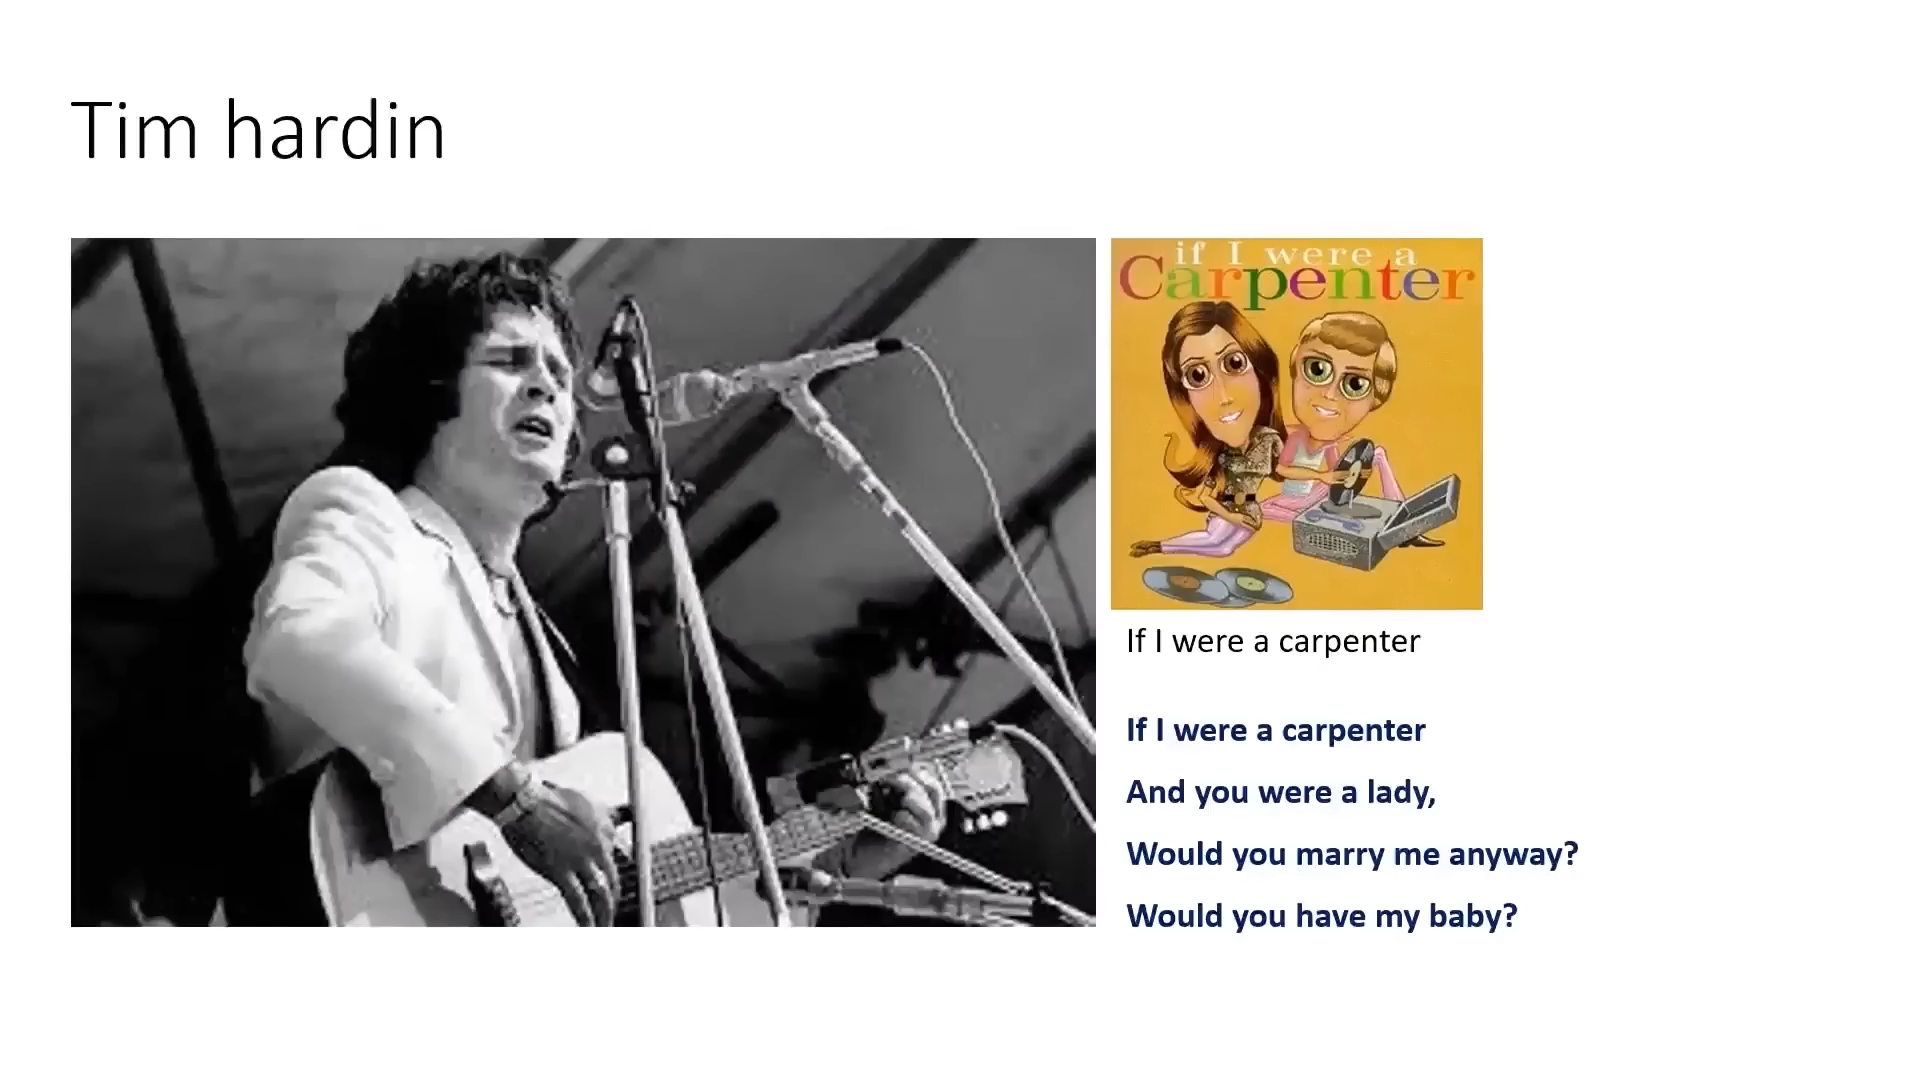 Tim hardin
if I were a
Carpenter
If I were a carpenter
If I were a carpenter
And you were a lady,
Would you marry me anyway?
Would you have my baby?